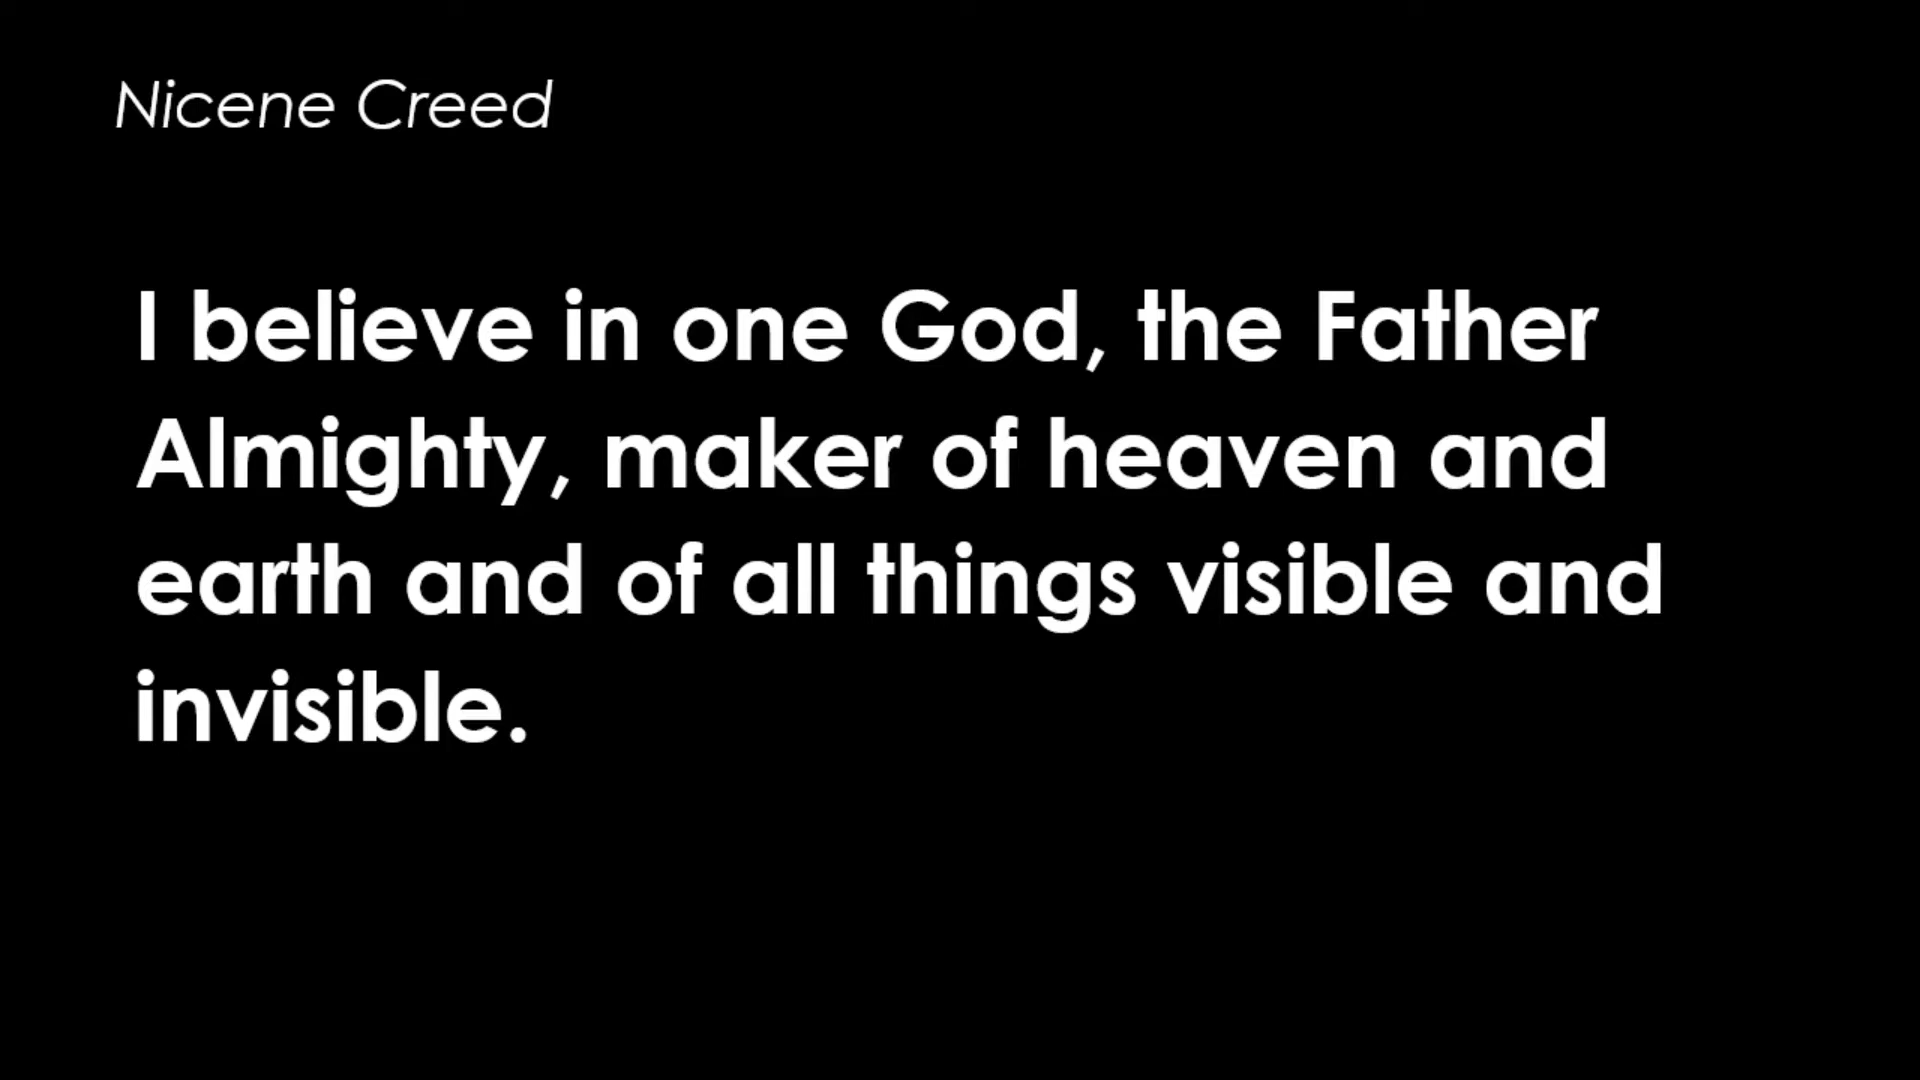 Nicene Creed
I believe in one God, the Father
Almighty, maker of heaven and
earth and of all things visible and
invisible.